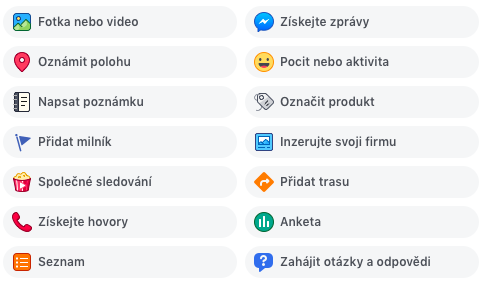 Fotka nebo video
Získejte zprávy
Oznámit polohu
Pocit nebo aktivita
Napsat poznámku
Označit produkt
Přidat milník
Inzerujte svoji firmu
Společné sledování
Přidat trasu
Získejte hovory
Anketa
Seznam
Zahájit otázky a odpovědi